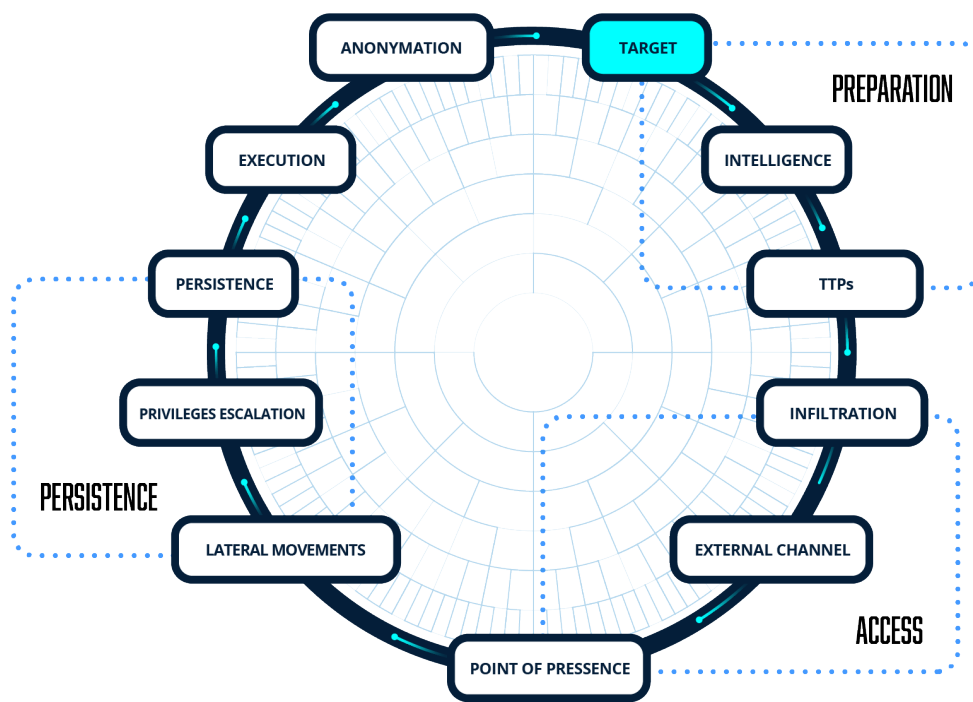 ANONYMATION
TARGET
PREPARATION
EXECUTION
INTELLIGENCE
PERSISTENCE
TTPs
PRIVILEGES ESCALATION
INFILTRATION
PERSISTENCE
LATERAL MOVEMENTS
EXTERNAL CHANNEL
ACCESS
POINT OF PRESSENCE